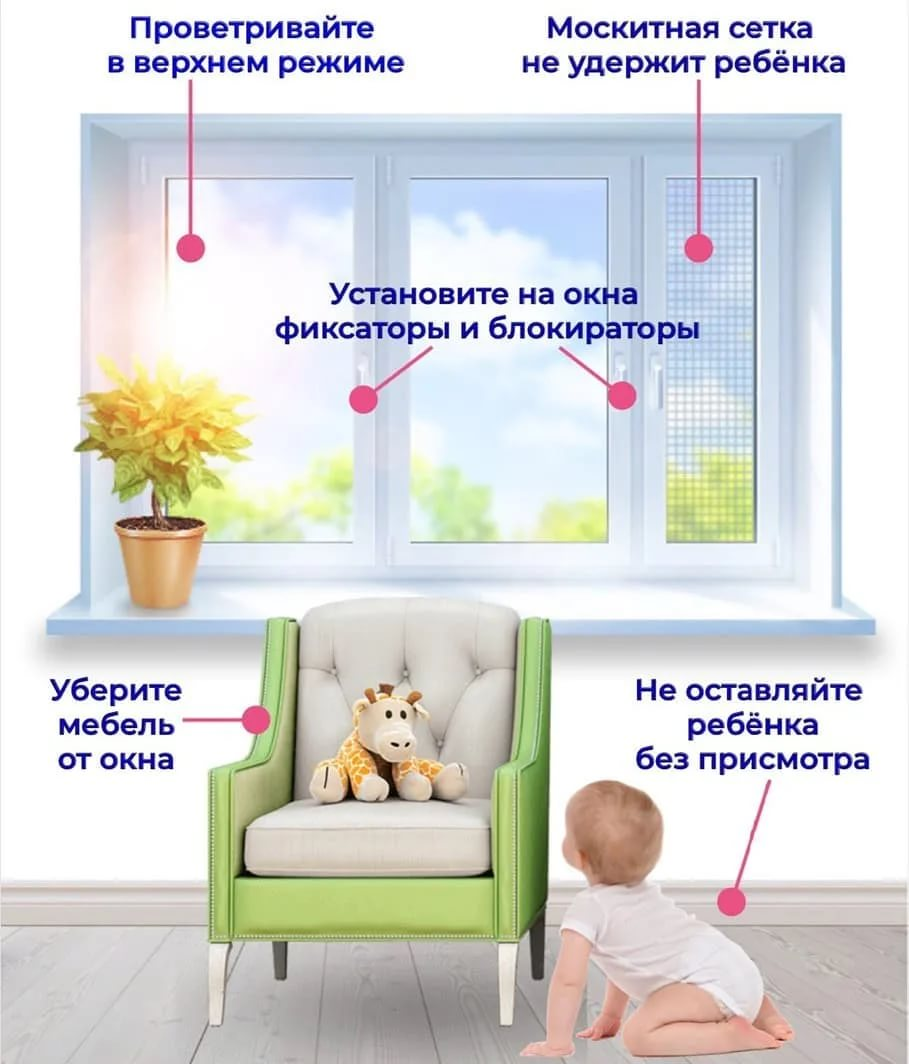 Проветривайте
в верхнем режиме
Москитная сетка
не удержит ребёнка
Установите на окна
фиксаторы и блокираторы
Уберите
мебель
от окна
Не оставляйте
ребёнка
без присмотра